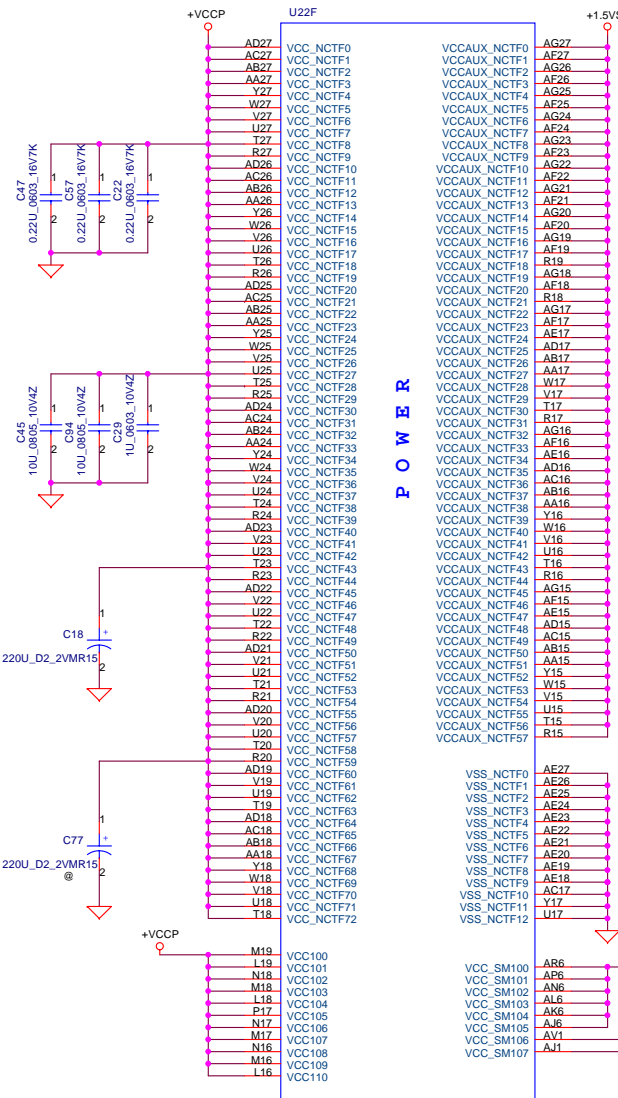 +VCCP U22F +1.5VS
AD27 VCC_NCTF0 VCCAUX_NCTF0 AG27
AC27 VCC_NCTF1 VCCAUX_NCTF1 AF27
AB27 VCC_NCTF2 VCCAUX_NCTF2 AG26
AA27 VCC_NCTF3 VCCAUX_NCTF3 AF26
Y27 VCC_NCTF4 VCCAUX_NCTF4 AG25
W27 VCC_NCTF5 VCCAUX_NCTF5 AF25
V27 VCC_NCTF6 VCCAUX_NCTF6 AG24
U27 VCC_NCTF7 VCCAUX_NCTF7 AF24
T27 VCC_NCTF8 VCCAUX_NCTF8 AG23
R27 VCC_NCTF9 VCCAUX_NCTF9 AF23
AD26 VCC_NCTF10 VCCAUX_NCTF10 AG22
AC26 VCC_NCTF11 VCCAUX_NCTF11 AF22
AB26 VCC_NCTF12 VCCAUX_NCTF12 AG21
AA26 VCC_NCTF13 VCCAUX_NCTF13 AF21
Y26 VCC_NCTF14 VCCAUX_NCTF14 AG20
W26 VCC_NCTF15 VCCAUX_NCTF15 AF20
V26 VCC_NCTF16 VCCAUX_NCTF16 AG19
U26 VCC_NCTF17 VCCAUX_NCTF17 AF19
T26 VCC_NCTF18 VCCAUX_NCTF18 R19
R26 VCC_NCTF19 VCCAUX_NCTF19 AG18
AD25 VCC_NCTF20 VCCAUX_NCTF20 AF18
AC25 VCC_NCTF21 VCCAUX_NCTF21 R18
AB25 VCC_NCTF22 VCCAUX_NCTF22 AG17
AA25 VCC_NCTF23 VCCAUX_NCTF23 AF17
Y25 VCC_NCTF24 VCCAUX_NCTF24 AE17
W25 VCC_NCTF25 VCCAUX_NCTF25 AD17
V25 VCC_NCTF26 VCCAUX_NCTF26 AB17
U25 VCC_NCTF27 VCCAUX_NCTF27 AA17
T25 VCC_NCTF28 VCCAUX_NCTF28 W17
R25 VCC_NCTF29 VCCAUX_NCTF29 V17
AD24 VCC_NCTF30 VCCAUX_NCTF30 T17
AC24 VCC_NCTF31 VCCAUX_NCTF31 R17
AB24 VCC_NCTF32 VCCAUX_NCTF32 AG16
AA24 VCC_NCTF33 VCCAUX_NCTF33 AF16
Y24 VCC_NCTF34 VCCAUX_NCTF34 AE16
W24 VCC_NCTF35 VCCAUX_NCTF35 AD16
V24 VCC_NCTF36 VCCAUX_NCTF36 AC16
U24 VCC_NCTF37 VCCAUX_NCTF37 AB16
T24 VCC_NCTF38 VCCAUX_NCTF38 AA16
R24 VCC_NCTF39 VCCAUX_NCTF39 Y16
AD23 VCC_NCTF40 VCCAUX_NCTF40 W16
V23 VCC_NCTF41 VCCAUX_NCTF41 V16
U23 VCC_NCTF42 VCCAUX_NCTF42 U16
T23 VCC_NCTF43 VCCAUX_NCTF43 T16
R23 VCC_NCTF44 VCCAUX_NCTF44 R16
AD22 VCC_NCTF45 VCCAUX_NCTF45 AG15
V22 VCC_NCTF46 VCCAUX_NCTF46 AF15
U22 VCC_NCTF47 VCCAUX_NCTF47 AE15
T22 VCC_NCTF48 VCCAUX_NCTF48 AD15
R22 VCC_NCTF49 VCCAUX_NCTF49 AC15
AD21 VCC_NCTF50 VCCAUX_NCTF50 AB15
V21 VCC_NCTF51 VCCAUX_NCTF51 AA15
U21 VCC_NCTF52 VCCAUX_NCTF52 Y15
T21 VCC_NCTF53 VCCAUX_NCTF53 W15
R21 VCC_NCTF54 VCCAUX_NCTF54 V15
AD20 VCC_NCTF55 VCCAUX_NCTF55 U15
V20 VCC_NCTF56 VCCAUX_NCTF56 T15
U20 VCC_NCTF57 VCCAUX_NCTF57 R15
T20 VCC_NCTF58
R20 VCC_NCTF59
AD19 VCC_NCTF60 VSS_NCTF0 AE27
V19 VCC_NCTF61 VSS_NCTF1 AE26
U19 VCC_NCTF62 VSS_NCTF2 AE25
T19 VCC_NCTF63 VSS_NCTF3 AE24
AD18 VCC_NCTF64 VSS_NCTF4 AE23
AC18 VCC_NCTF65 VSS_NCTF5 AE22
AB18 VCC_NCTF66 VSS_NCTF6 AE21
AA18 VCC_NCTF67 VSS_NCTF7 AE20
Y18 VCC_NCTF68 VSS_NCTF8 AE19
W18 VCC_NCTF69 VSS_NCTF9 AE18
V18 VCC_NCTF70 VSS_NCTF10 AC17
U18 VCC_NCTF71 VSS_NCTF11 Y17
T18 VCC_NCTF72 VSS_NCTF12 U17
POWER
C47 0.22U_0603_16V7K 1 2
C57 0.22U_0603_16V7K 1 2
C22 0.22U_0603_16V7K 1 2
C45 10U_0805_10V4Z 1 2
C94 10U_0805_10V4Z 1 2
C29 1U_0603_10V4Z 1 2
1
C18 +
220U_D2_2VMR15 2
1
C77 +
220U_D2_2VMR15 2
@
+VCCP
M19 VCC100
L19 VCC101
N18 VCC102
M18 VCC103
L18 VCC104
P17 VCC105
N17 VCC106
M17 VCC107
N16 VCC108
M16 VCC109
L16 VCC110
VCC_SM100 AR6
VCC_SM101 AP6
VCC_SM102 AN6
VCC_SM103 AL6
VCC_SM104 AK6
VCC_SM105 AJ6
VCC_SM106 AV1
VCC_SM107 AJ1